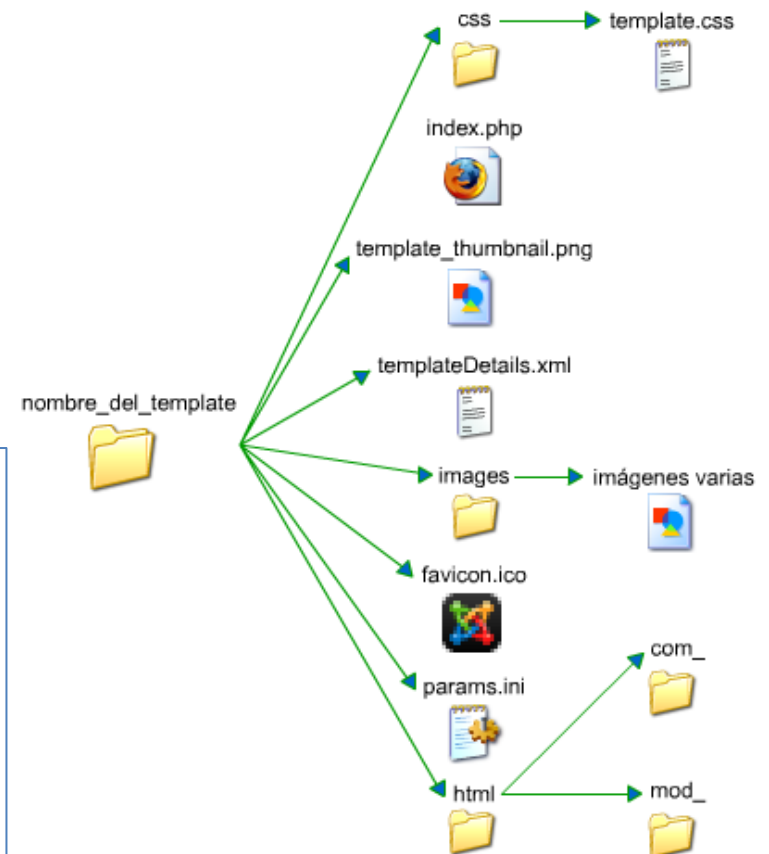 css
template.css
index.php
template_thumbnail.png
templateDetails.xml
nombre_del_template
images
imágenes varias
favicon.ico
com_
params.ini
html
mod_